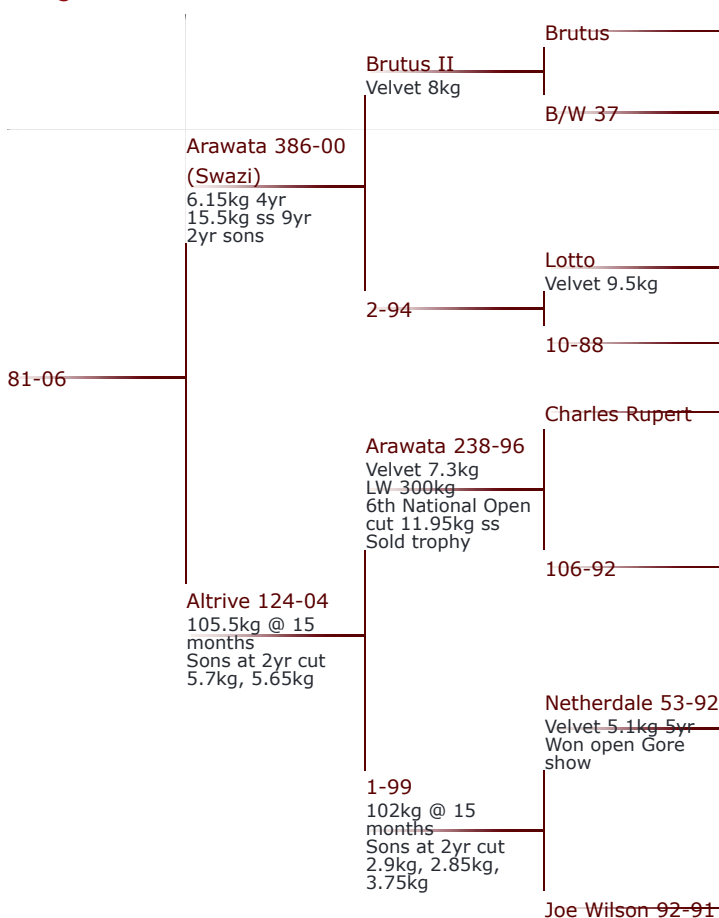 Brutus
Brutus II
Velvet 8kg
B/W 37
Arawata 386-00
(Swazi)
6.15kg 4yr
15.5kg ss 9yr
2yr sons
Lotto
Velvet 9.5kg
2-94
10-88
81-06
Charles Rupert
Arawata 238-96
Velvet 7.3kg
LW 300kg
6th National Open
cut 11.95kg ss
Sold trophy
106-92
Altrive 124-04
105.5kg @ 15
months
Sons at 2yr cut
5.7kg, 5.65kg
Netherdale 53-92
Velvet 5.1kg 5yr
Won open Gore
show
1-99
102kg @ 15
months
Sons at 2yr cut
2.9kg, 2.85kg,
3.75kg
Joe Wilson 92-91